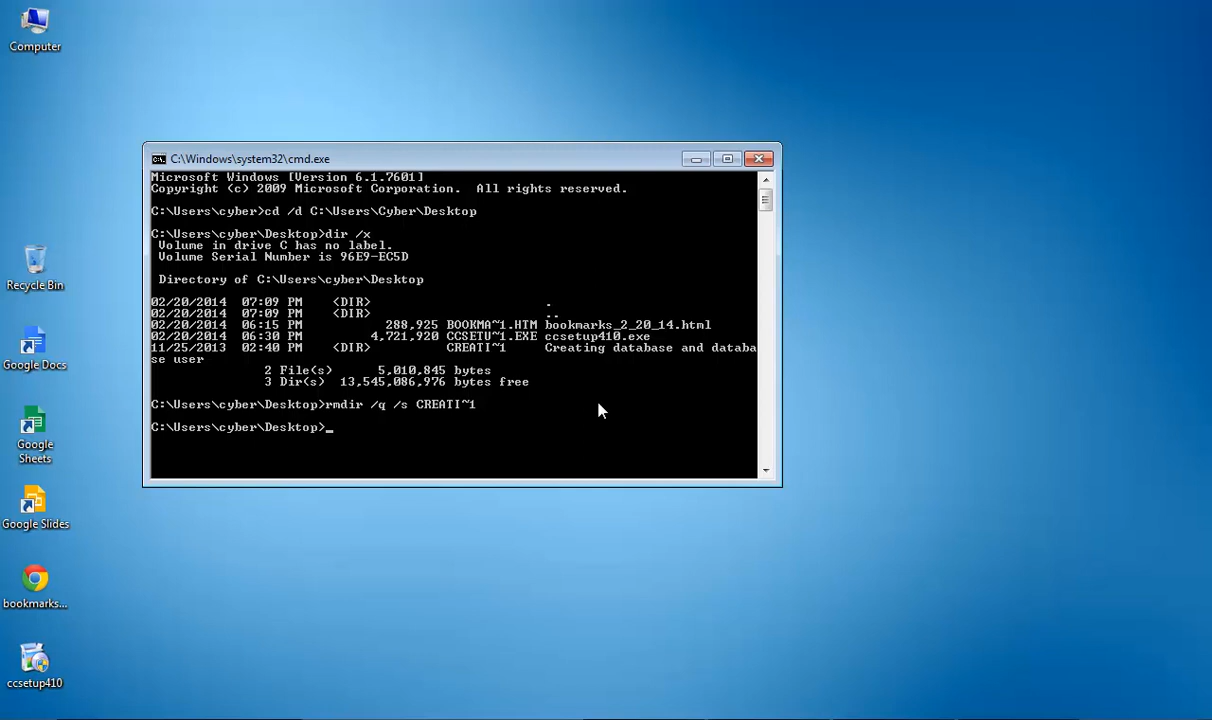 Computer
Recycle Bin
Google Docs
Google
Sheets
Google Slides
bookmarks...
ccsetup410
C:\Windows\system32\cmd.exe
Microsoft Windows [Version 6.1.7601]
Copyright (c) 2009 Microsoft Corporation.  All rights reserved.
C:\Users\cyber>cd /d C:\Users\Cyber\Desktop
C:\Users\cyber\Desktop>dir /x
Volume in drive C has no label.
Volume Serial Number is 96E9-EC5D
Directory of C:\Users\cyber\Desktop
02/20/2014  07:09 PM    <DIR>                       .
02/20/2014  07:09 PM    <DIR>                       ..
02/20/2014  06:15 PM           288,925 BOOKMA~1.HTM bookmarks_2_20_14.html
02/20/2014  06:30 PM         4,721,920 CCSETU~1.EXE ccsetup410.exe
11/25/2013  02:40 PM    <DIR>          CREATI~1     Creating database and databa
se user
2 File(s)      5,010,845 bytes
3 Dir(s)  13,545,086,976 bytes free
C:\Users\cyber\Desktop>rmdir /q /s CREATI~1
C:\Users\cyber\Desktop>_